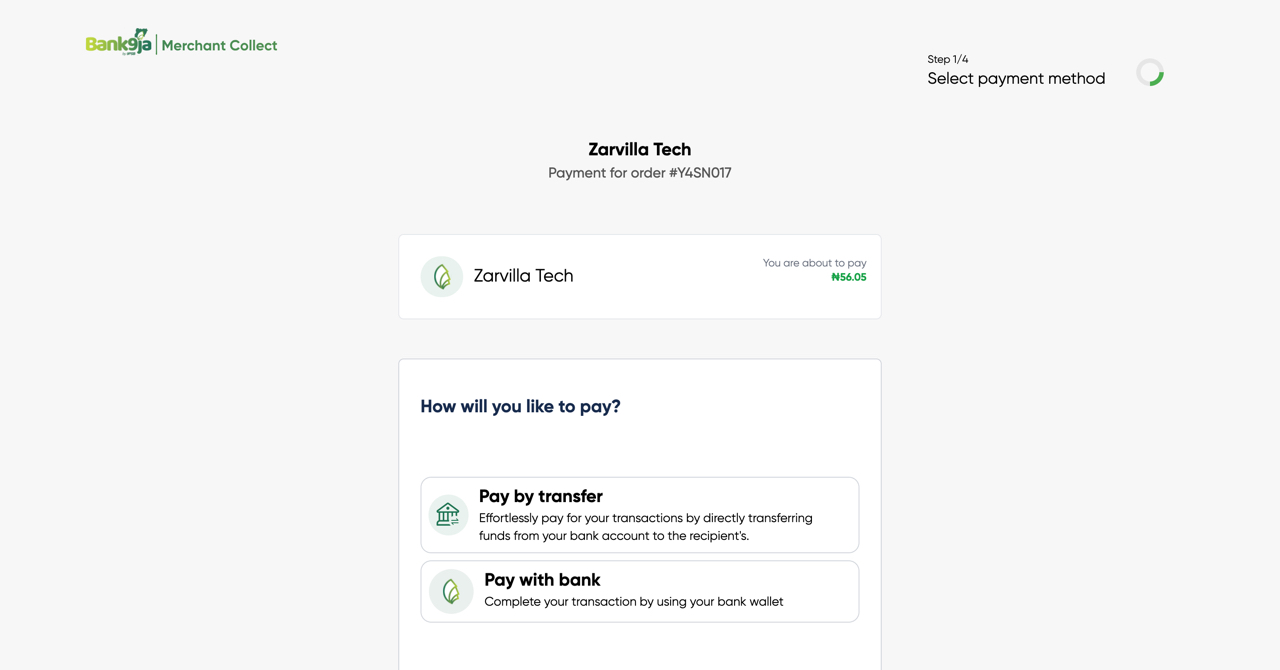 Bank9ja | Merchant Collect
Step 1/4
Select payment method
Zarvilla Tech
Payment for order #Y4SN017
Zarvilla Tech
You are about to pay
₦56.05
How will you like to pay?
Pay by transfer
Effortlessly pay for your transactions by directly transferring
funds from your bank account to the recipient's.
Pay with bank
Complete your transaction by using your bank wallet